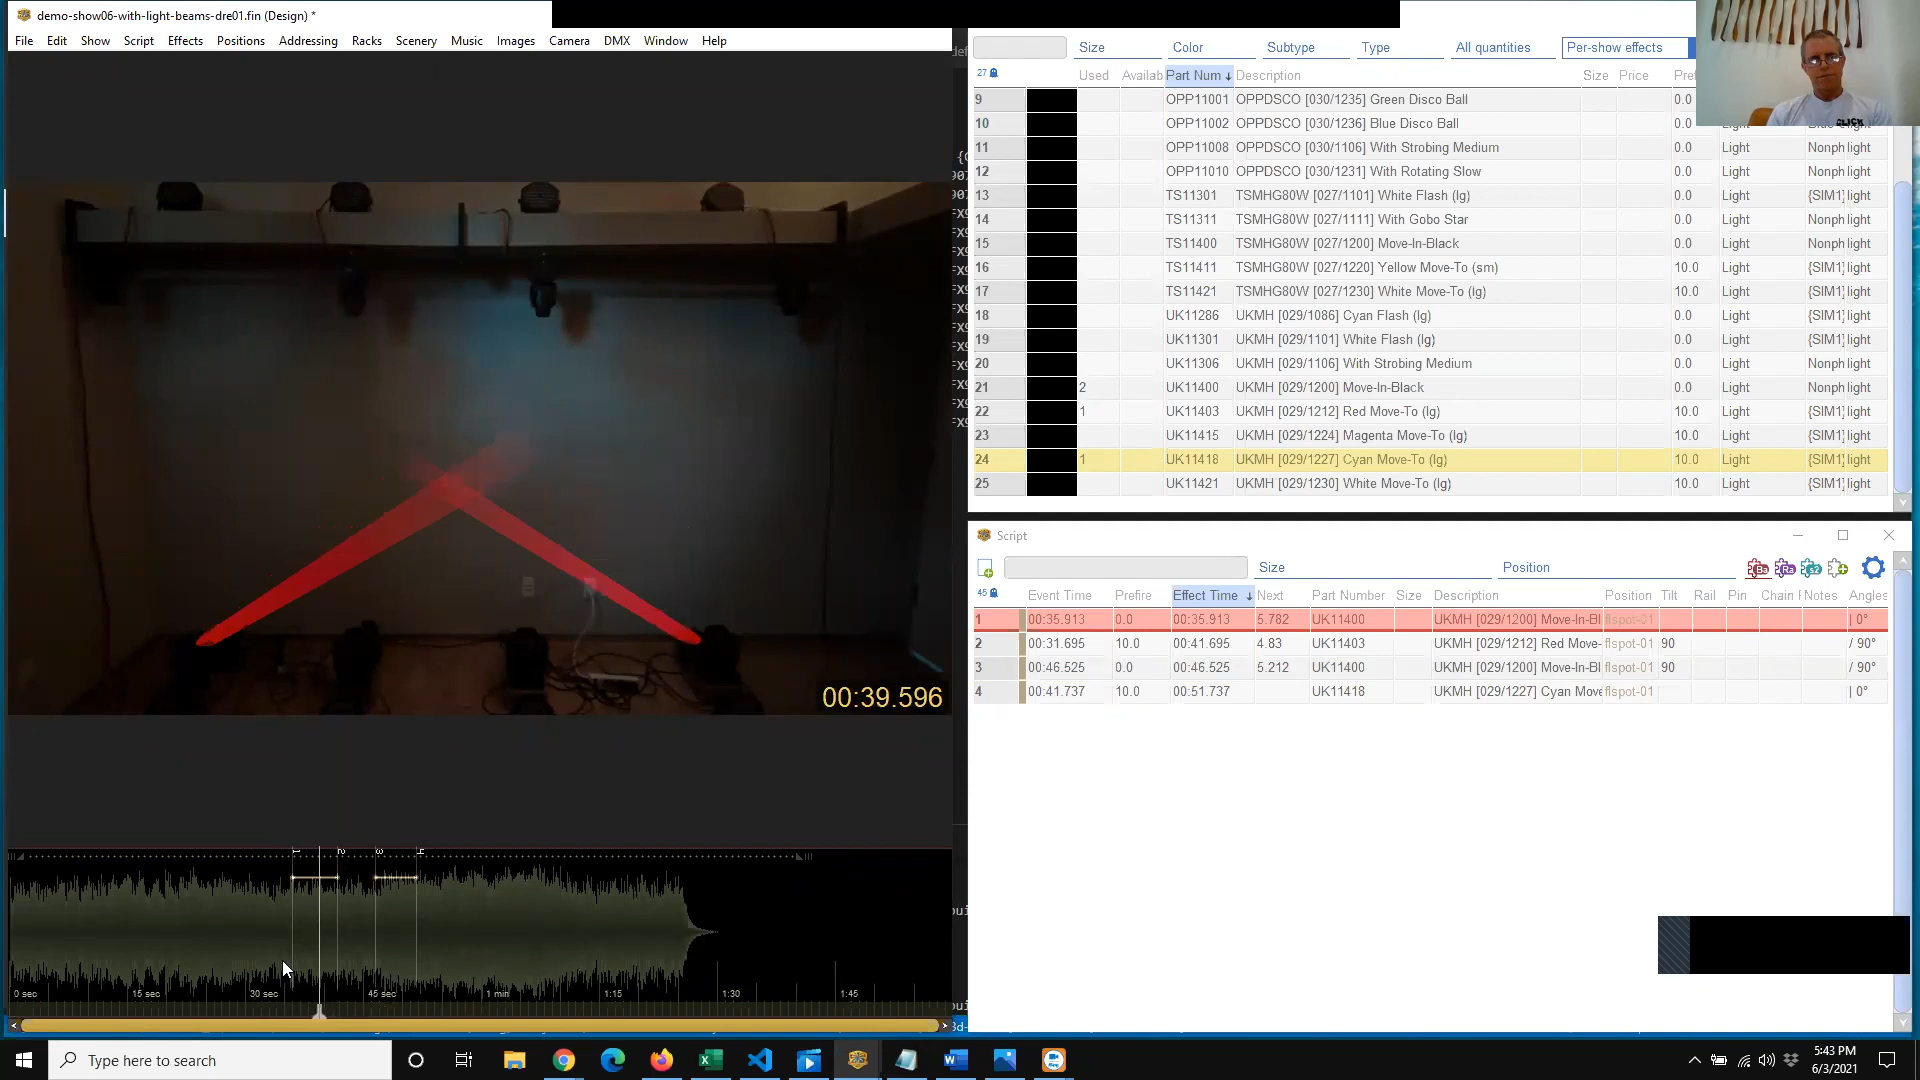 demo-show06-with-light-beams-dre01.fin (Design) *
File Edit Show Script Effects Positions Addressing Racks Scenery Music Images Camera DMX Window Help
00:39.596
0 sec 15 sec 30 sec 45 sec 1 min 1:15 1:30 1:45
Size Color Subtype Type All quantities Per-show effects
27 Used Availab Part Num Description Size Price Pref
9 OPP11001 OPPDSCO [030/1235] Green Disco Ball 0.0
10 OPP11002 OPPDSCO [030/1236] Blue Disco Ball 0.0 Light light
11 OPP11008 OPPDSCO [030/1106] With Strobing Medium 0.0 Light Nonph light
12 OPP11010 OPPDSCO [030/1231] With Rotating Slow 0.0 Light Nonph light
13 TS11301 TSMHG80W [027/1101] White Flash (lg) 0.0 Light {SIM1} light
14 TS11311 TSMHG80W [027/1111] With Gobo Star 0.0 Light Nonph light
15 TS11400 TSMHG80W [027/1200] Move-In-Black 0.0 Light Nonph light
16 TS11411 TSMHG80W [027/1220] Yellow Move-To (sm) 10.0 Light {SIM1} light
17 TS11421 TSMHG80W [027/1230] White Move-To (lg) 10.0 Light {SIM1} light
18 UK11286 UKMH [029/1086] Cyan Flash (lg) 0.0 Light {SIM1} light
19 UK11301 UKMH [029/1101] White Flash (lg) 0.0 Light {SIM1} light
20 UK11306 UKMH [029/1106] With Strobing Medium 0.0 Light Nonph light
21 2 UK11400 UKMH [029/1200] Move-In-Black 0.0 Light Nonph light
22 1 UK11403 UKMH [029/1212] Red Move-To (lg) 10.0 Light {SIM1} light
23 UK11415 UKMH [029/1224] Magenta Move-To (lg) 10.0 Light {SIM1} light
24 1 UK11418 UKMH [029/1227] Cyan Move-To (lg) 10.0 Light {SIM1} light
25 UK11421 UKMH [029/1230] White Move-To (lg) 10.0 Light {SIM1} light
Script
Size Position
45 Event Time Prefire Effect Time Next Part Number Size Description Position Tilt Rail Pin Chain Notes Angles
1 00:35.913 0.0 00:35.913 5.782 UK11400 UKMH [029/1200] Move-In-Bl flspot-01 | 0°
2 00:31.695 10.0 00:41.695 4.83 UK11403 UKMH [029/1212] Red Move- flspot-01 90 / 90°
3 00:46.525 0.0 00:46.525 5.212 UK11400 UKMH [029/1200] Move-In-Bl flspot-01 90 / 90°
4 00:41.737 10.0 00:51.737 UK11418 UKMH [029/1227] Cyan Move flspot-01 | 0°
Type here to search
5:43 PM
6/3/2021